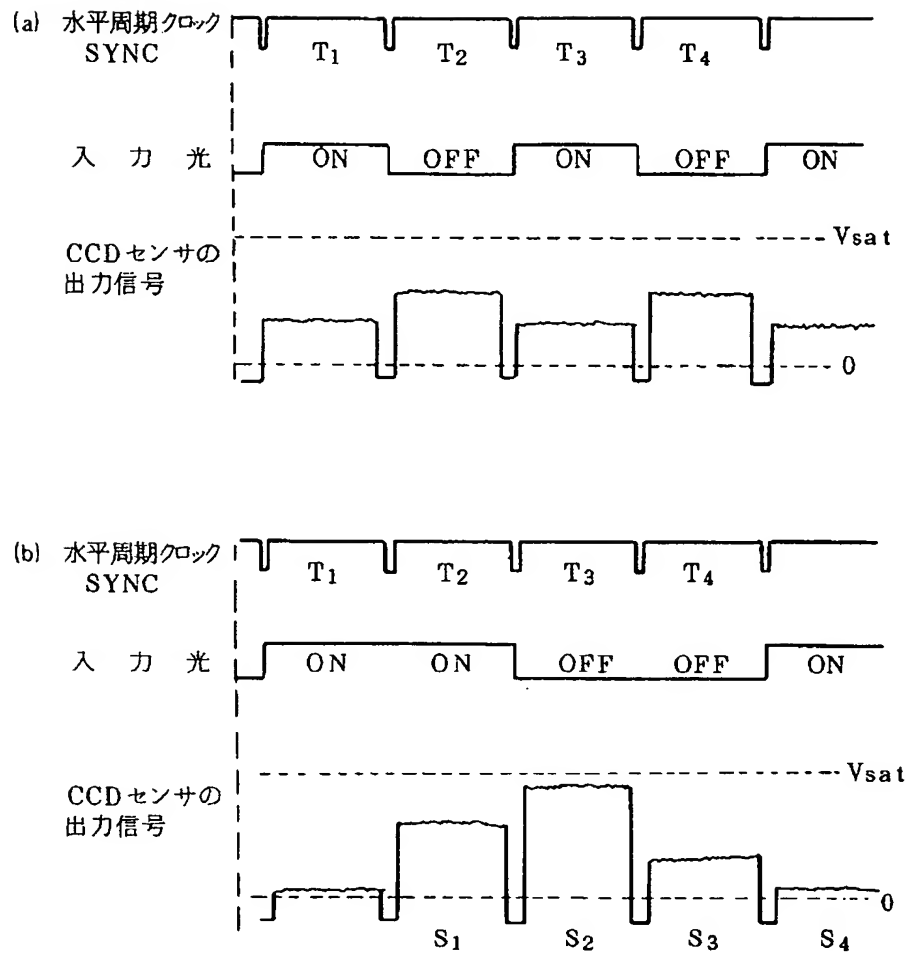 (a) 水平周期クロック
SYNC
T1 T2 T3 T4
入力光
ON OFF ON OFF ON
Vsat
CCDセンサの
出力信号
0
(b) 水平周期クロック
SYNC
T1 T2 T3 T4
入力光
ON ON OFF OFF ON
Vsat
CCDセンサの
出力信号
0
S1 S2 S3 S4